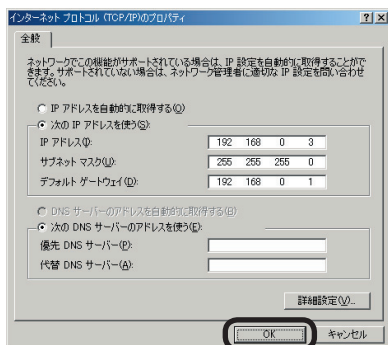 インターネット プロトコル (TCP/IP)のプロパティ
全般
ネットワークでこの機能がサポートされている場合は、IP 設定を自動的に取得することがで
きます。サポートされていない場合は、ネットワーク管理者に適切な IP 設定を問い合わせ
てください。
IP アドレスを自動的に取得する(O)
次の IP アドレスを使う(S):
IP アドレス(I): 192 168 0 3
サブネット マスク(U): 255 255 255 0
デフォルト ゲートウェイ(D): 192 168 0 1
DNS サーバーのアドレスを自動的に取得する(B)
次の DNS サーバーのアドレスを使う(E):
優先 DNS サーバー(P):
代替 DNS サーバー(A):
詳細設定(V)...
OK キャンセル